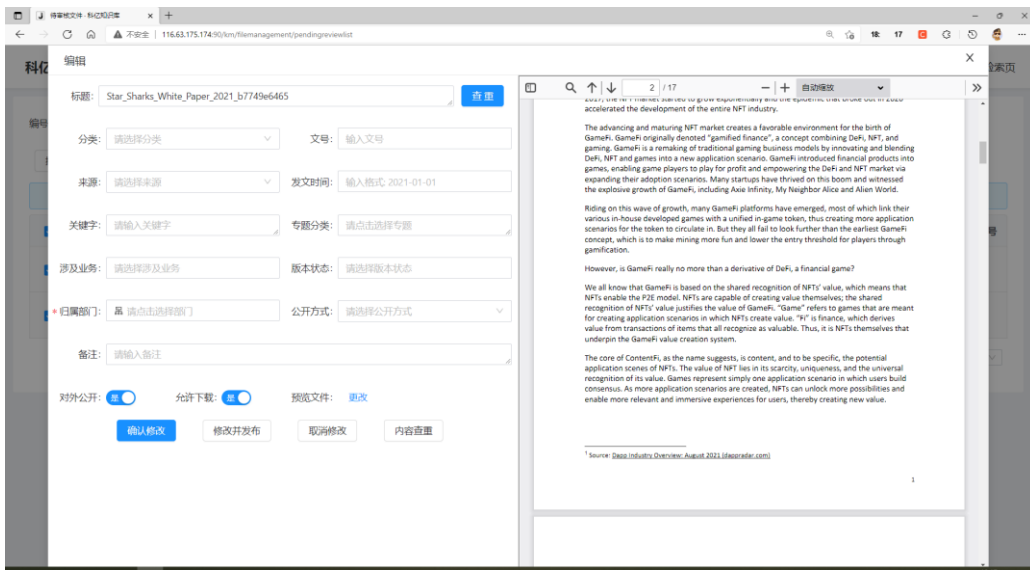 待审核文件 - 科亿知识库
不安全 | 116.63.175.174:90/km/filemanagement/pendingreviewlist
科亿
编辑
索页
标题: Star_Sharks_White_Paper_2021_b7749e6465 查重
编号
分类: 请选择分类 文号: 输入文号
来源: 请选择来源 发文时间: 输入格式: 2021-01-01
关键字: 请输入关键字 专题分类: 请点击选择专题
涉及业务: 请选择涉及业务 版本状态: 请选择版本状态
* 归属部门: 请点击选择部门 公开方式: 请选择公开方式
备注: 请输入备注
对外公开: 是 允许下载: 是 预览文件: 更改
确认修改 修改并发布 取消修改 内容查重
2 / 17 自动缩放
2017, the NFT market started to grow exponentially and the epidemic that broke out in 2020
accelerated the development of the entire NFT industry.
The advancing and maturing NFT market creates a favorable environment for the birth of
GameFi. GameFi originally denoted "gamified finance", a concept combining DeFi, NFT, and
gaming. GameFi is a remaking of traditional gaming business models by innovating and blending
DeFi, NFT and games into a new application scenario. GameFi introduced financial products into
games, enabling game players to play for profit and empowering the DeFi and NFT market via
expanding their adoption scenarios. Many startups have thrived on this boom and witnessed
the explosive growth of GameFi, including Axie Infinity, My Neighbor Alice and Alien World.
Riding on this wave of growth, many GameFi platforms have emerged, most of which link their
various in-house developed games with a unified in-game token, thus creating more application
scenarios for the token to circulate in. But they all fail to look further than the earliest GameFi
concept, which is to make mining more fun and lower the entry threshold for players through
gamification.
However, is GameFi really no more than a derivative of DeFi, a financial game?
We all know that GameFi is based on the shared recognition of NFTs' value, which means that
NFTs enable the P2E model. NFTs are capable of creating value themselves; the shared
recognition of NFTs' value justifies the value of GameFi. "Game" refers to games that are meant
for creating application scenarios in which NFTs create value. "Fi" is finance, which derives
value from transactions of items that all recognize as valuable. Thus, it is NFTs themselves that
underpin the GameFi value creation system.
The core of ContentFi, as the name suggests, is content, and to be specific, the potential
application scenes of NFTs. The value of NFT lies in its scarcity, uniqueness, and the universal
recognition of its value. Games represent simply one application scenario in which users build
consensus. As more application scenarios are created, NFTs can unlock more possibilities and
enable more relevant and immersive experiences for users, thereby creating new value.
1 Source: Dapp Industry Overview: August 2021 (dappradar.com)
1